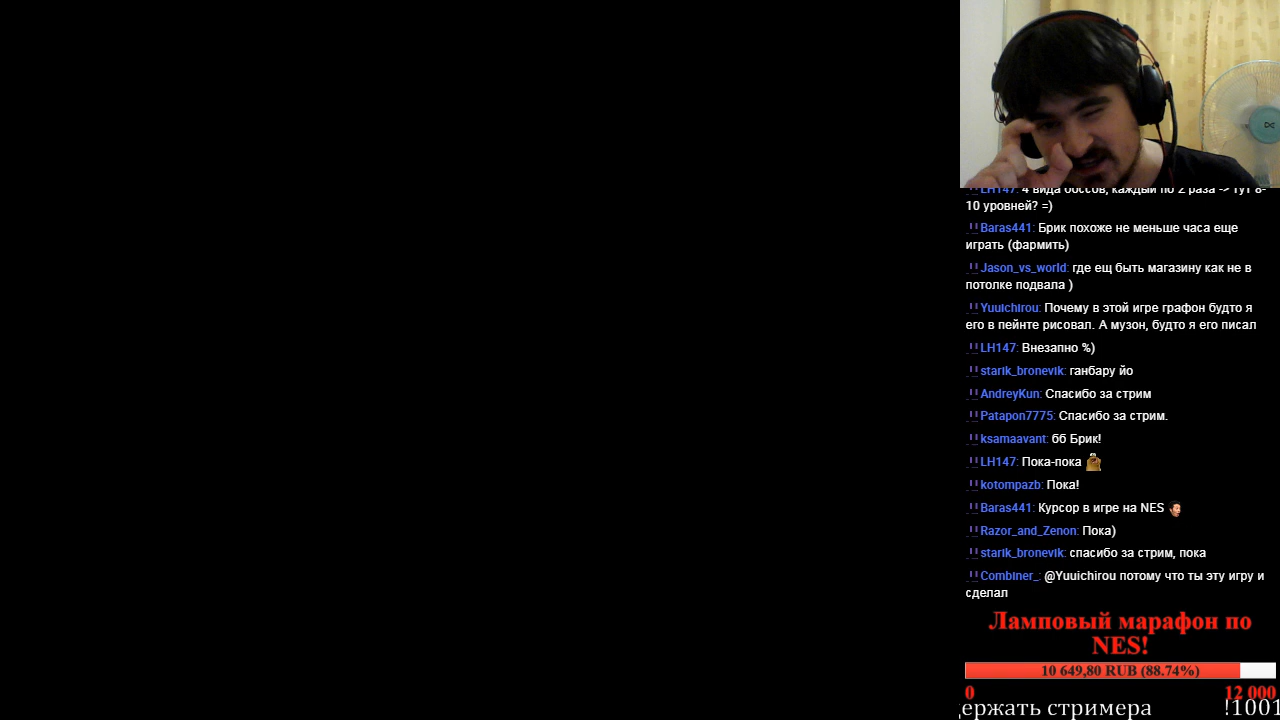 LH147: 4 вида боссов, каждый по 2 раза -> тут 8-
10 уровней? =)
Baras441: Брик похоже не меньше часа еще
играть (фармить)
Jason_vs_world: где ещ быть магазину как не в
потолке подвала )
Yuuichirou: Почему в этой игре графон будто я
его в пейнте рисовал. А музон, будто я его писал
LH147: Внезапно %)
starik_bronevik: ганбару йо
AndreyKun: Спасибо за стрим
Patapon7775: Спасибо за стрим.
ksamaavant: бб Брик!
LH147: Пока-пока
kotompazb: Пока!
Baras441: Курсор в игре на NES
Razor_and_Zenon: Пока)
starik_bronevik: спасибо за стрим, пока
Combiner_: @Yuuichirou потому что ты эту игру и
сделал
Ламповый марафон по
NES!
10 649,80 RUB (88.74%)
0 12 000
держать стримера !1001